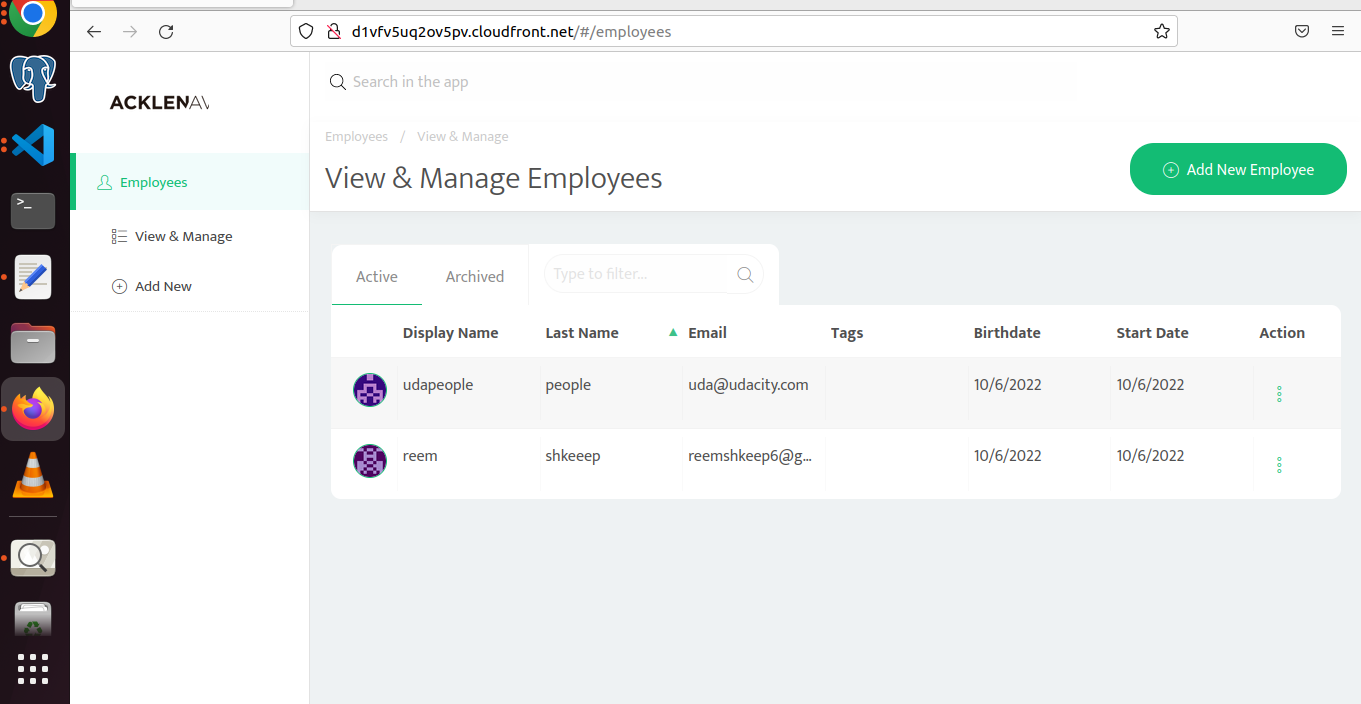 d1vfv5uq2ov5pv.cloudfront.net/#/employees
ACKLENAV
Search in the app
Employees / View & Manage
View & Manage Employees
Add New Employee
Employees
View & Manage
Add New
Active Archived Type to filter...
Display Name Last Name Email Tags Birthdate Start Date Action
udapeople people uda@udacity.com 10/6/2022 10/6/2022
reem shkeeep reemshkeep6@g... 10/6/2022 10/6/2022
>_